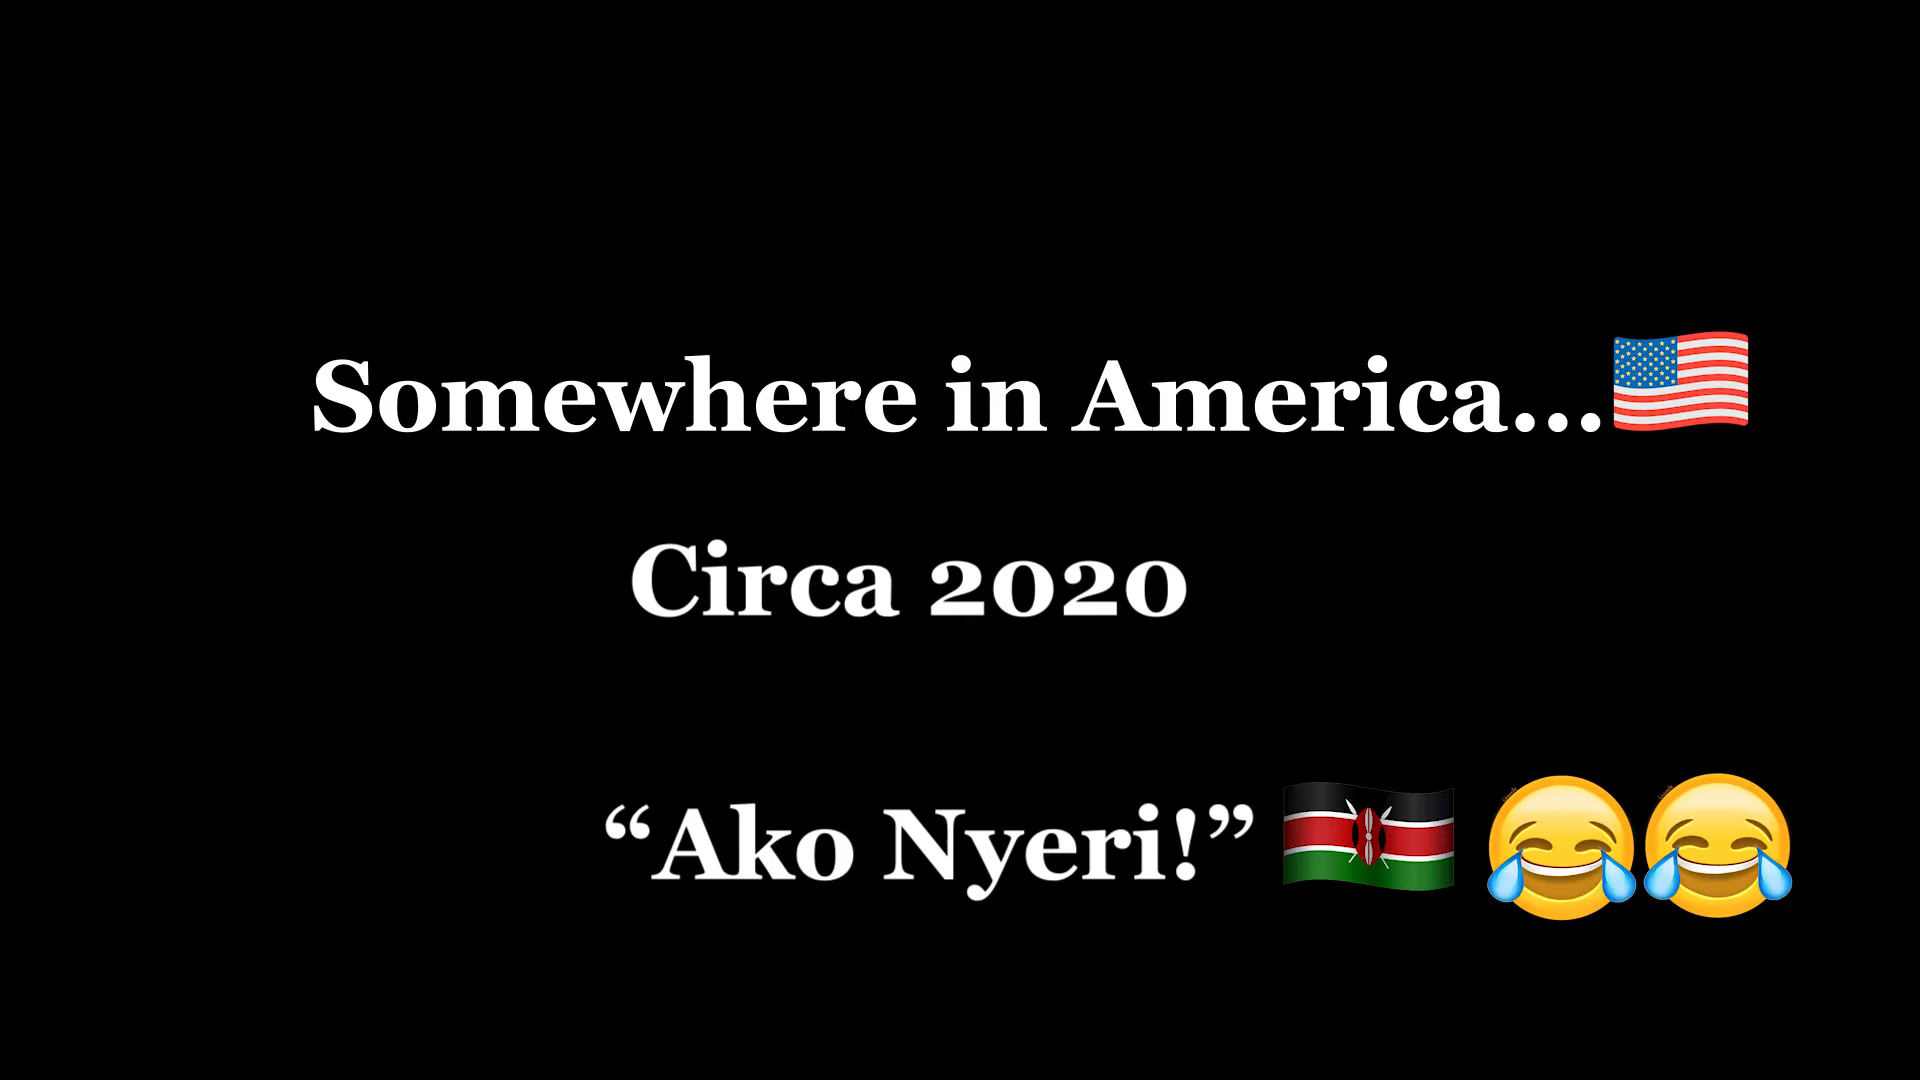 Somewhere in America...🇺🇸
Circa 2020
“Ako Nyeri!” 🇰🇪 😂😂